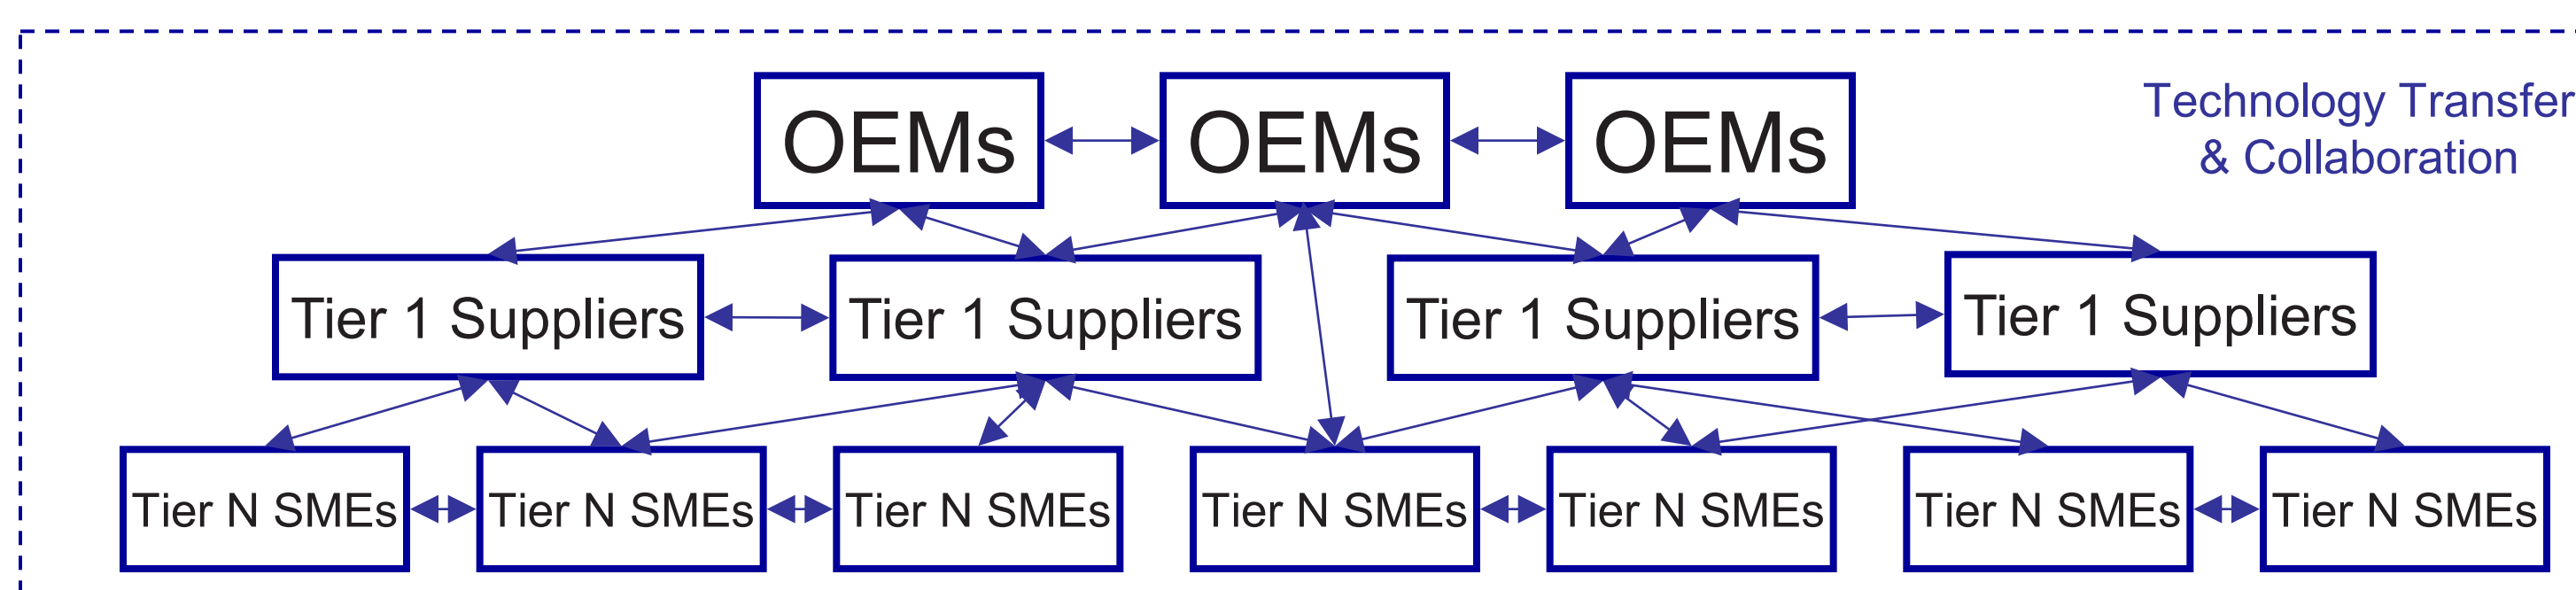 OEMs OEMs OEMs
Technology Transfer
& Collaboration
Tier 1 Suppliers Tier 1 Suppliers Tier 1 Suppliers Tier 1 Suppliers
Tier N SMEs Tier N SMEs Tier N SMEs Tier N SMEs Tier N SMEs Tier N SMEs Tier N SMEs